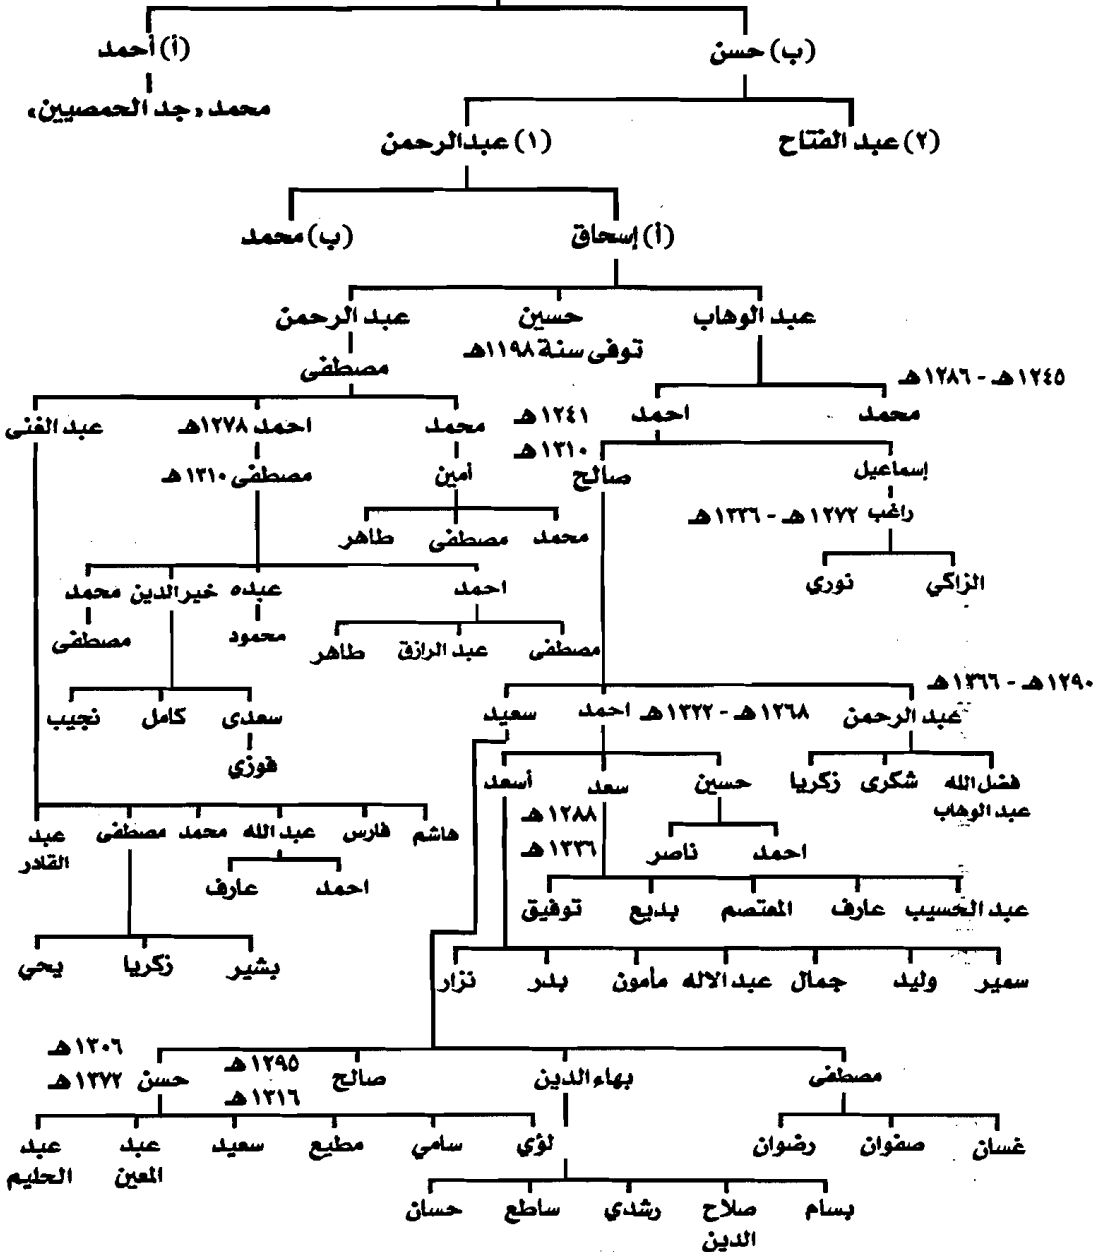 (ب) حسن (أ) أحمد
محمد «جد الحمصيين»
(٢) عبد الفتاح (١) عبدالرحمن
(أ) إسحاق (ب) محمد
عبد الوهاب حسين عبد الرحمن
توفى سنة ١١٩٨هـ
مصطفى
١٢٤٥هـ - ١٢٨٦هـ
محمد احمد ١٢٤١هـ محمد احمد ١٢٧٨هـ عبد الغنى
١٣١٠هـ
إسماعيل صالح أمين مصطفى ١٣١٠هـ
راغب ١٢٧٢هـ - ١٣٣٦هـ
محمد مصطفى طاهر
الزاكي نوري
احمد عبده خير الدين محمد
محمود مصطفى
مصطفى عبد الرازق طاهر
١٢٩٠هـ - ١٣٦٦هـ
عبد الرحمن احمد ١٢٦٨هـ - ١٣٢٢هـ سعيد
سعدى كامل نجيب
فوزي
فضل الله شكرى زكريا حسين سعد أسعد
عبد الوهاب
١٢٨٨هـ
١٣٣٦هـ
هاشم فارس عبد الله محمد مصطفى عبد
القادر
احمد ناصر
احمد عارف
عبد الحسيب عارف المعتصم بديع توفيق
بشير زكريا يحي
سمير وليد جمال عبد الاله مأمون بدر نزار
مصطفى بهاء الدين صالح ١٢٩٥هـ حسن ١٣٠٦هـ
١٣١٦هـ ١٣٧٢هـ
غسان صفوان رضوان
لؤي سامي مطيع سعيد عبد عبد
المعين الحليم
بسام صلاح رشدي ساطع حسان
الدين